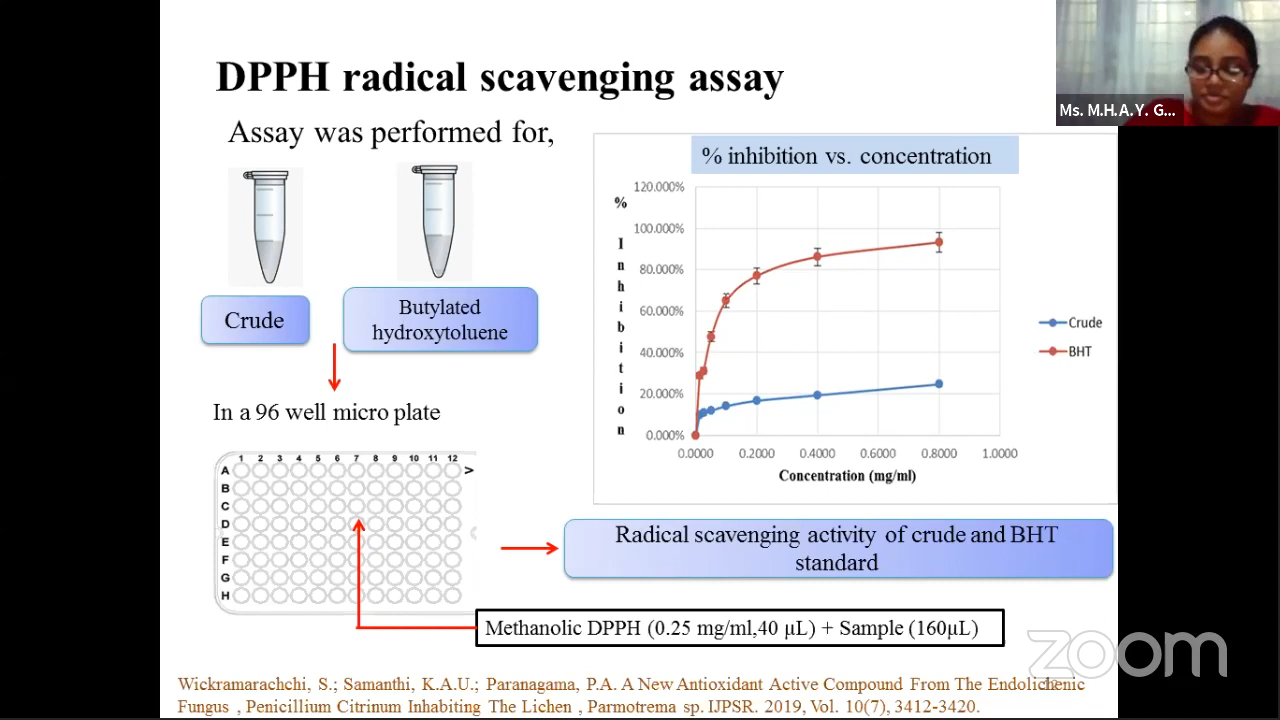 DPPH radical scavenging assay
Ms. M.H.A.Y. G...
Assay was performed for,
Crude
Butylated
hydroxytoluene
In a 96 well micro plate
1 2 3 4 5 6 7 8 9 10 11 12
A
B
C
D
E
F
G
H
% inhibition vs. concentration
% Inhibition
120.000%
100.000%
80.000%
60.000%
40.000%
20.000%
0.000%
0.0000 0.2000 0.4000 0.6000 0.8000 1.0000
Concentration (mg/ml)
Crude
BHT
Radical scavenging activity of crude and BHT
standard
Methanolic DPPH (0.25 mg/ml,40 µL) + Sample (160µL)
zoom
Wickramarachchi, S.; Samanthi, K.A.U.; Paranagama, P.A. A New Antioxidant Active Compound From The Endolichenic
Fungus , Penicillium Citrinum Inhabiting The Lichen , Parmotrema sp. IJPSR. 2019, Vol. 10(7), 3412-3420.